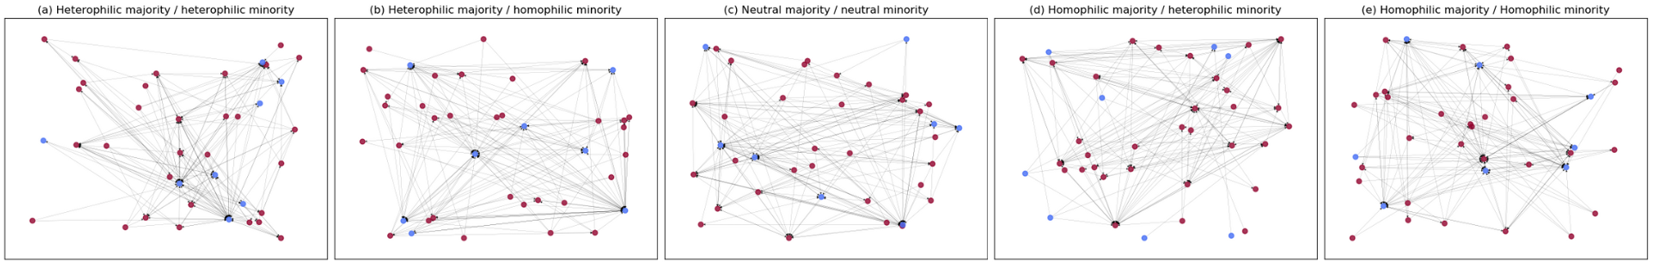 (a) Heterophilic majority / heterophilic minority
(b) Heterophilic majority / homophilic minority
(c) Neutral majority / neutral minority
(d) Homophilic majority / heterophilic minority
(e) Homophilic majority / Homophilic minority